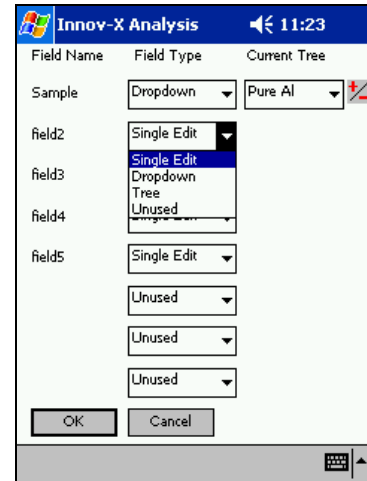 Innov-X Analysis 11:23
Field Name Field Type Current Tree
Sample Dropdown Pure Al
field2 Single Edit
Single Edit
field3 Dropdown
Tree
Unused
field4
field5 Single Edit
Unused
Unused
Unused
OK Cancel